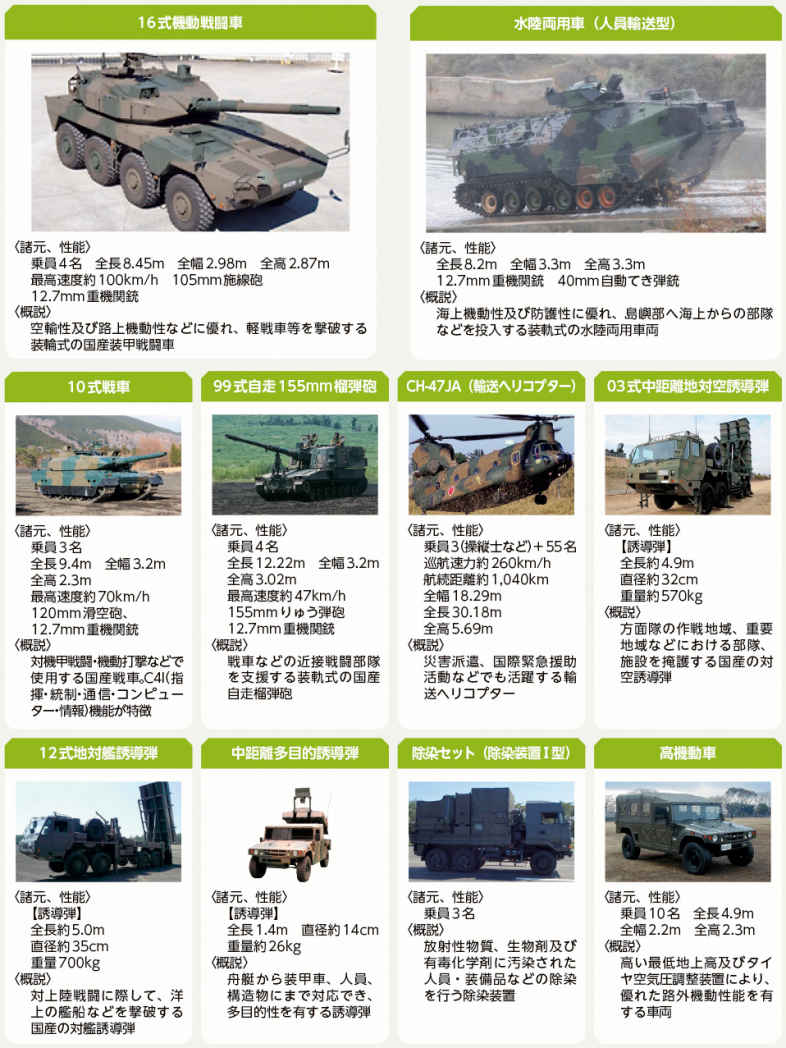 16式機動戦闘車
〈諸元、性能〉
乗員4名　全長8.45m　全幅2.98m　全高2.87m
最高速度約100km/h　105mm施線砲
12.7mm重機関銃
〈概説〉
空輸性及び路上機動性などに優れ、軽戦車等を撃破する
装輪式の国産装甲戦闘車
水陸両用車（人員輸送型）
〈諸元、性能〉
全長8.2m　全幅3.3m　全高3.3m
12.7mm重機関銃　40mm自動てき弾銃
〈概説〉
海上機動性及び防護性に優れ、島嶼部へ海上からの部隊
などを投入する装軌式の水陸両用車両
10式戦車
〈諸元、性能〉
乗員3名
全長9.4m　全幅3.2m
全高2.3m
最高速度約70km/h
120mm滑空砲、
12.7mm重機関銃
〈概説〉
対機甲戦闘・機動打撃などで
使用する国産戦車。C4I（指
揮・統制・通信・コンピュー
ター・情報）機能が特徴
99式自走155mm榴弾砲
〈諸元、性能〉
乗員4名
全長12.22m　全幅3.2m
全高3.02m
最高速度約47km/h
155mmりゅう弾砲
12.7mm重機関銃
〈概説〉
戦車などの近接戦闘部隊
を支援する装軌式の国産
自走榴弾砲
CH-47JA（輸送ヘリコプター）
〈諸元、性能〉
乗員3（操縦士など）＋55名
巡航速力約260km/h
航続距離約1,040km
全幅18.29m
全長30.18m
全高5.69m
〈概説〉
災害派遣、国際緊急援助
活動などでも活躍する輸
送ヘリコプター
03式中距離地対空誘導弾
〈諸元、性能〉
【誘導弾】
全長約4.9m
直径約32cm
重量約570kg
〈概説〉
方面隊の作戦地域、重要
地域などにおける部隊、
施設を掩護する国産の対
空誘導弾
12式地対艦誘導弾
〈諸元、性能〉
【誘導弾】
全長約5.0m
直径約35cm
重量700kg
〈概説〉
対上陸戦闘に際して、洋
上の艦船などを撃破する
国産の対艦誘導弾
中距離多目的誘導弾
〈諸元、性能〉
【誘導弾】
全長1.4m　直径約14cm
重量約26kg
〈概説〉
舟艇から装甲車、人員、
構造物にまで対応でき、
多目的性を有する誘導弾
除染セット（除染装置Ⅰ型）
〈諸元、性能〉
乗員3名
〈概説〉
放射性物質、生物剤及び
有毒化学剤に汚染された
人員・装備品などの除染
を行う除染装置
高機動車
〈諸元、性能〉
乗員10名　全長4.9m
全幅2.2m　全高2.3m
〈概説〉
高い最低地上高及びタイ
ヤ空気圧調整装置により、
優れた路外機動性能を有
する車両